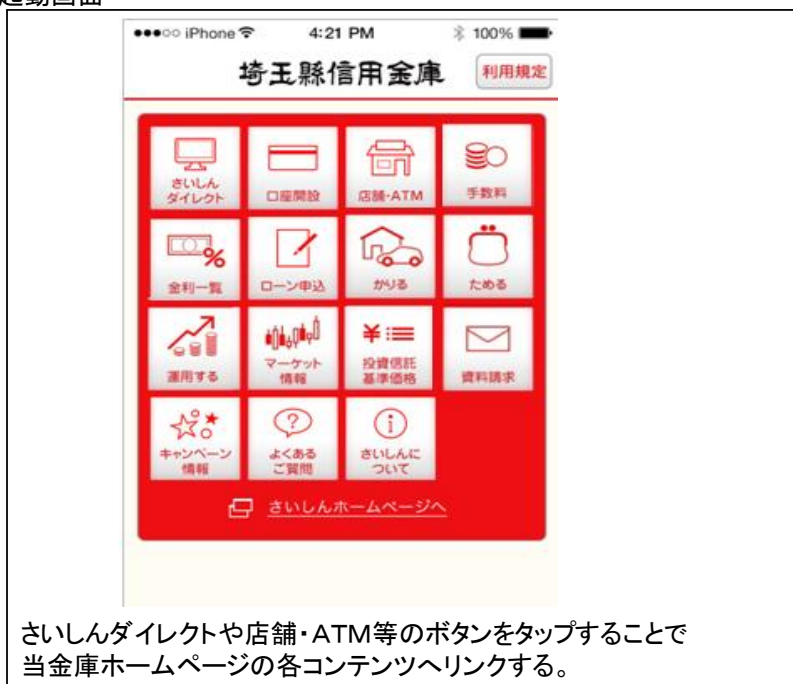 起動画面
iPhone 4:21 PM 100%
埼玉縣信用金庫 利用規定
さいしん
ダイレクト
口座開設
店舗・ATM
手数料
金利一覧
ローン申込
かりる
ためる
運用する
マーケット
情報
¥
投資信託
基準価格
資料請求
キャンペーン
情報
よくある
ご質問
さいしんに
ついて
さいしんホームページへ
さいしんダイレクトや店舗・ATM等のボタンをタップすることで
当金庫ホームページの各コンテンツへリンクする。